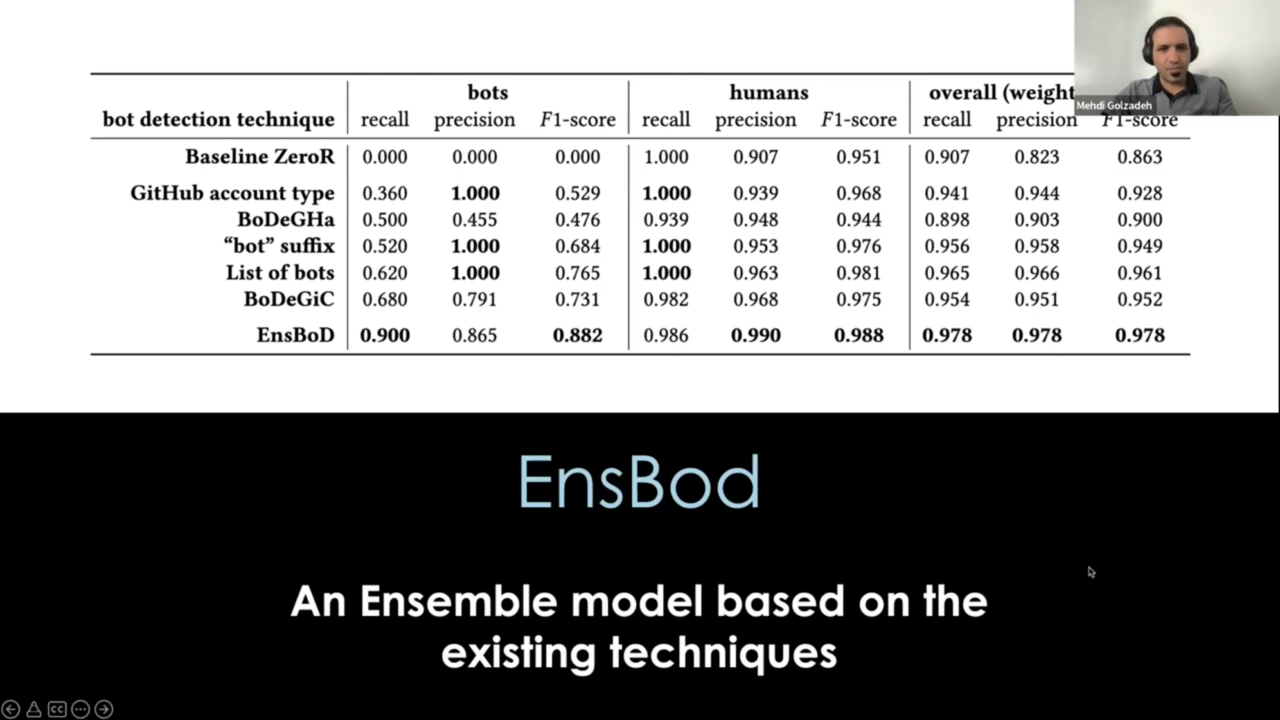 bots humans overall (weight
bot detection technique recall precision F1-score recall precision F1-score recall precision F1-score
Baseline ZeroR 0.000 0.000 0.000 1.000 0.907 0.951 0.907 0.823 0.863
GitHub account type 0.360 1.000 0.529 1.000 0.939 0.968 0.941 0.944 0.928
BoDeGHa 0.500 0.455 0.476 0.939 0.948 0.944 0.898 0.903 0.900
“bot” suffix 0.520 1.000 0.684 1.000 0.953 0.976 0.956 0.958 0.949
List of bots 0.620 1.000 0.765 1.000 0.963 0.981 0.965 0.966 0.961
BoDeGiC 0.680 0.791 0.731 0.982 0.968 0.975 0.954 0.951 0.952
EnsBoD 0.900 0.865 0.882 0.986 0.990 0.988 0.978 0.978 0.978
Mehdi Golzadeh
EnsBod
An Ensemble model based on the
existing techniques
CC